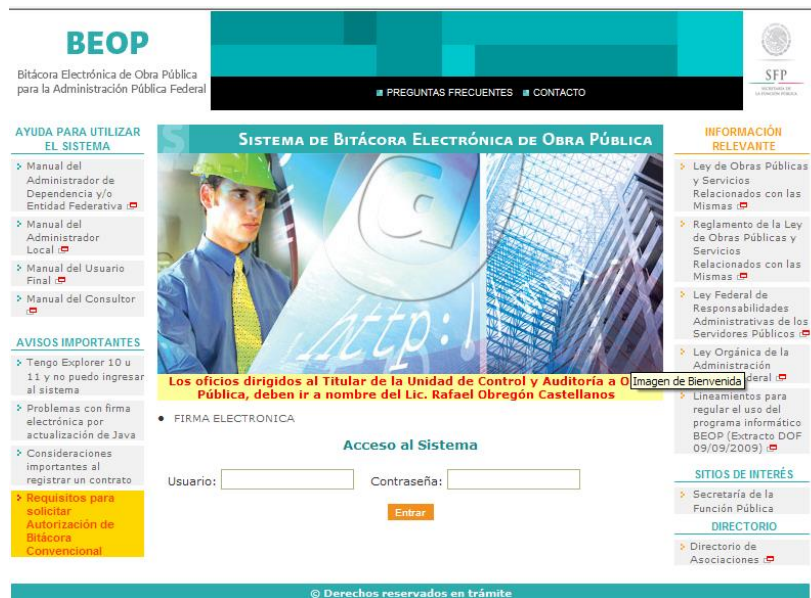 BEOP
Bitácora Electrónica de Obra Pública
para la Administración Pública Federal
PREGUNTAS FRECUENTES CONTACTO
SFP
SECRETARÍA DE
LA FUNCIÓN PÚBLICA
AYUDA PARA UTILIZAR
EL SISTEMA
Manual del
Administrador de
Dependencia y/o
Entidad Federativa
Manual del
Administrador
Local
Manual del Usuario
Final
Manual del Consultor
AVISOS IMPORTANTES
Tengo Explorer 10 u
11 y no puedo ingresar
al sistema
Problemas con firma
electrónica por
actualización de Java
Consideraciones
importantes al
registrar un contrato
Requisitos para
solicitar
Autorización de
Bitácora
Convencional
SISTEMA DE BITÁCORA ELECTRÓNICA DE OBRA PÚBLICA
@
http:
Los oficios dirigidos al Titular de la Unidad de Control y Auditoría a O
Pública, deben ir a nombre del Lic. Rafael Obregón Castellanos
Imagen de Bienvenida
FIRMA ELECTRONICA
Acceso al Sistema
Usuario: Contraseña:
Entrar
INFORMACIÓN
RELEVANTE
Ley de Obras Públicas
y Servicios
Relacionados con las
Mismas
Reglamento de la Ley
de Obras Públicas y
Servicios
Relacionados con las
Mismas
Ley Federal de
Responsabilidades
Administrativas de los
Servidores Públicos
Ley Orgánica de la
Administración
deral
Lineamientos para
regular el uso del
programa informático
BEOP (Extracto DOF
09/09/2009)
SITIOS DE INTERÉS
Secretaría de la
Función Pública
DIRECTORIO
Directorio de
Asociaciones
© Derechos reservados en trámite